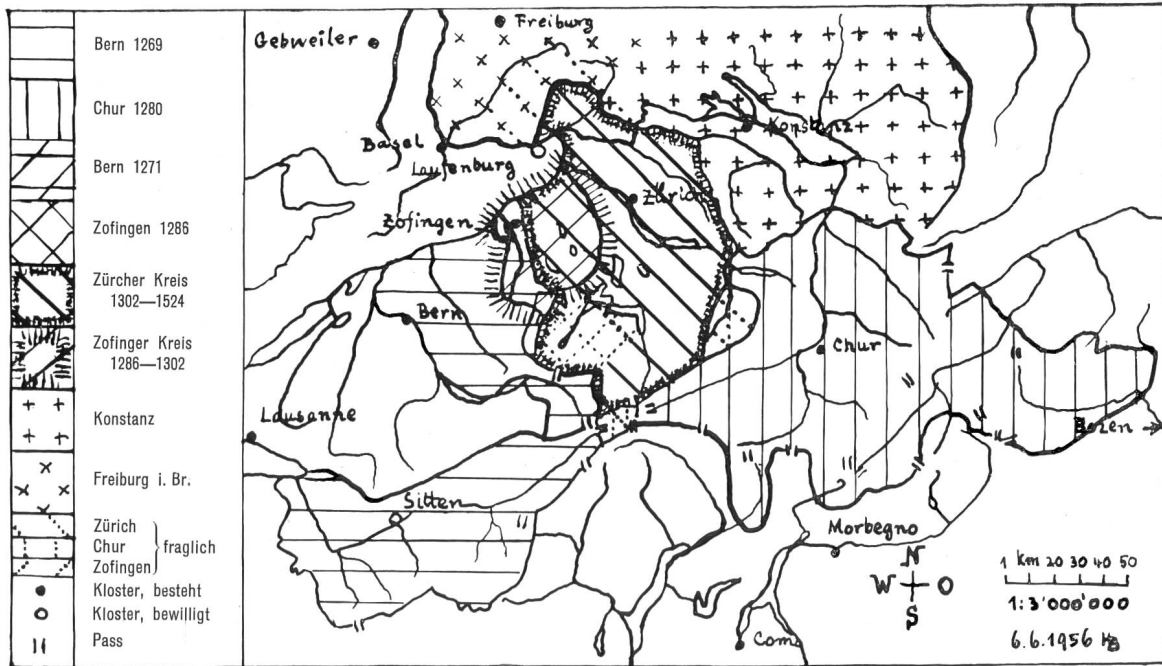 Bern 1269
Chur 1280
Bern 1271
Zofingen 1286
Zürcher Kreis
1302—1524
Zofinger Kreis
1286—1302
Konstanz
Freiburg i. Br.
Zürich
Chur } fraglich
Zofingen
Kloster, besteht
Kloster, bewilligt
Pass
Freiburg
Gebweiler
Konstanz
Basel
Laufenburg
Zürich
Zofingen
Bern
Chur
Lausanne
Bozen
Sitten
Morbegno
Como
N
W O
S
1 Km 20 30 40 50
1:3'000'000
6.6.1956